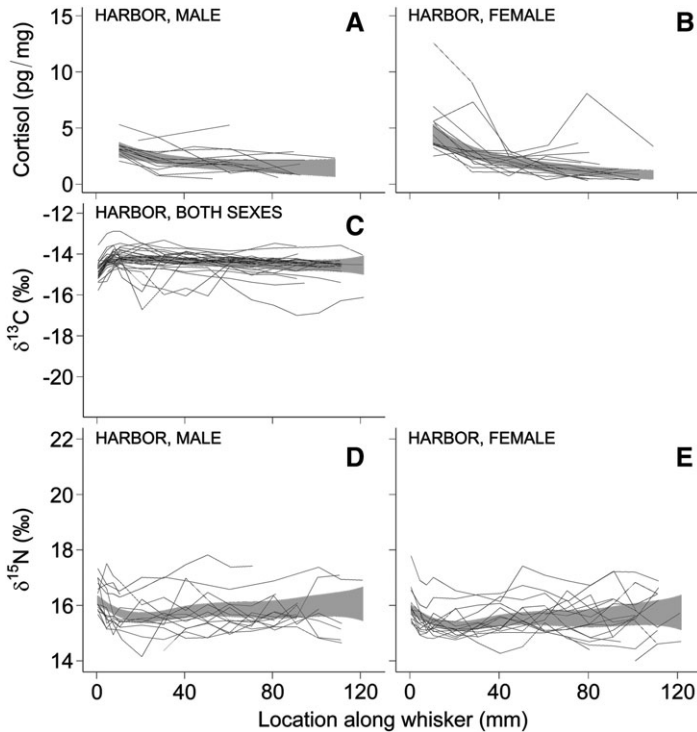 HARBOR, MALE
A
HARBOR, FEMALE
B
Cortisol (pg/mg)
15
10
5
0
HARBOR, BOTH SEXES
C
δ13C (‰)
-12
-14
-16
-18
-20
HARBOR, MALE
D
HARBOR, FEMALE
E
δ15N (‰)
22
20
18
16
14
0 40 80 120 0 40 80 120
Location along whisker (mm)